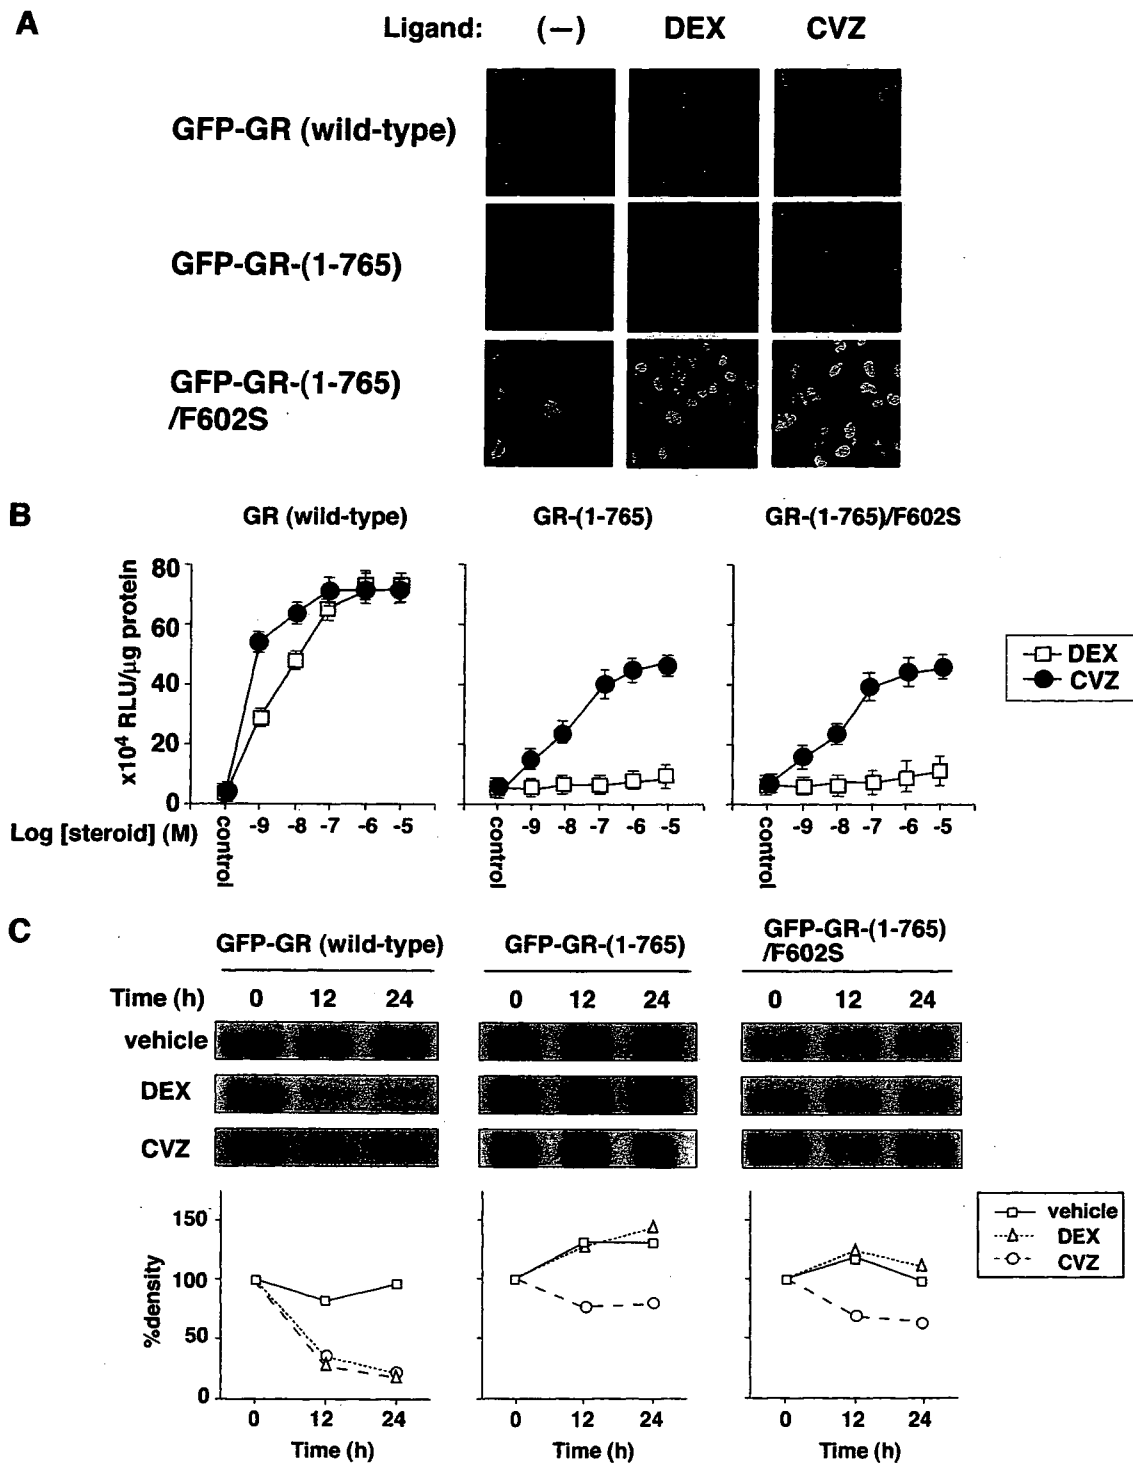 A
Ligand: (—) DEX CVZ
GFP-GR (wild-type)
GFP-GR-(1-765)
GFP-GR-(1-765)
/F602S
B
GR (wild-type) GR-(1-765) GR-(1-765)/F602S
x10⁴ RLU/μg protein
80
60
40
20
0
DEX
CVZ
Log [steroid] (M) control -9 -8 -7 -6 -5 control -9 -8 -7 -6 -5 control -9 -8 -7 -6 -5
C
GFP-GR (wild-type) GFP-GR-(1-765) GFP-GR-(1-765)
/F602S
Time (h) 0 12 24 0 12 24 0 12 24
vehicle
DEX
CVZ
%density
150
100
50
0
vehicle
DEX
CVZ
0 12 24 0 12 24 0 12 24
Time (h) Time (h) Time (h)